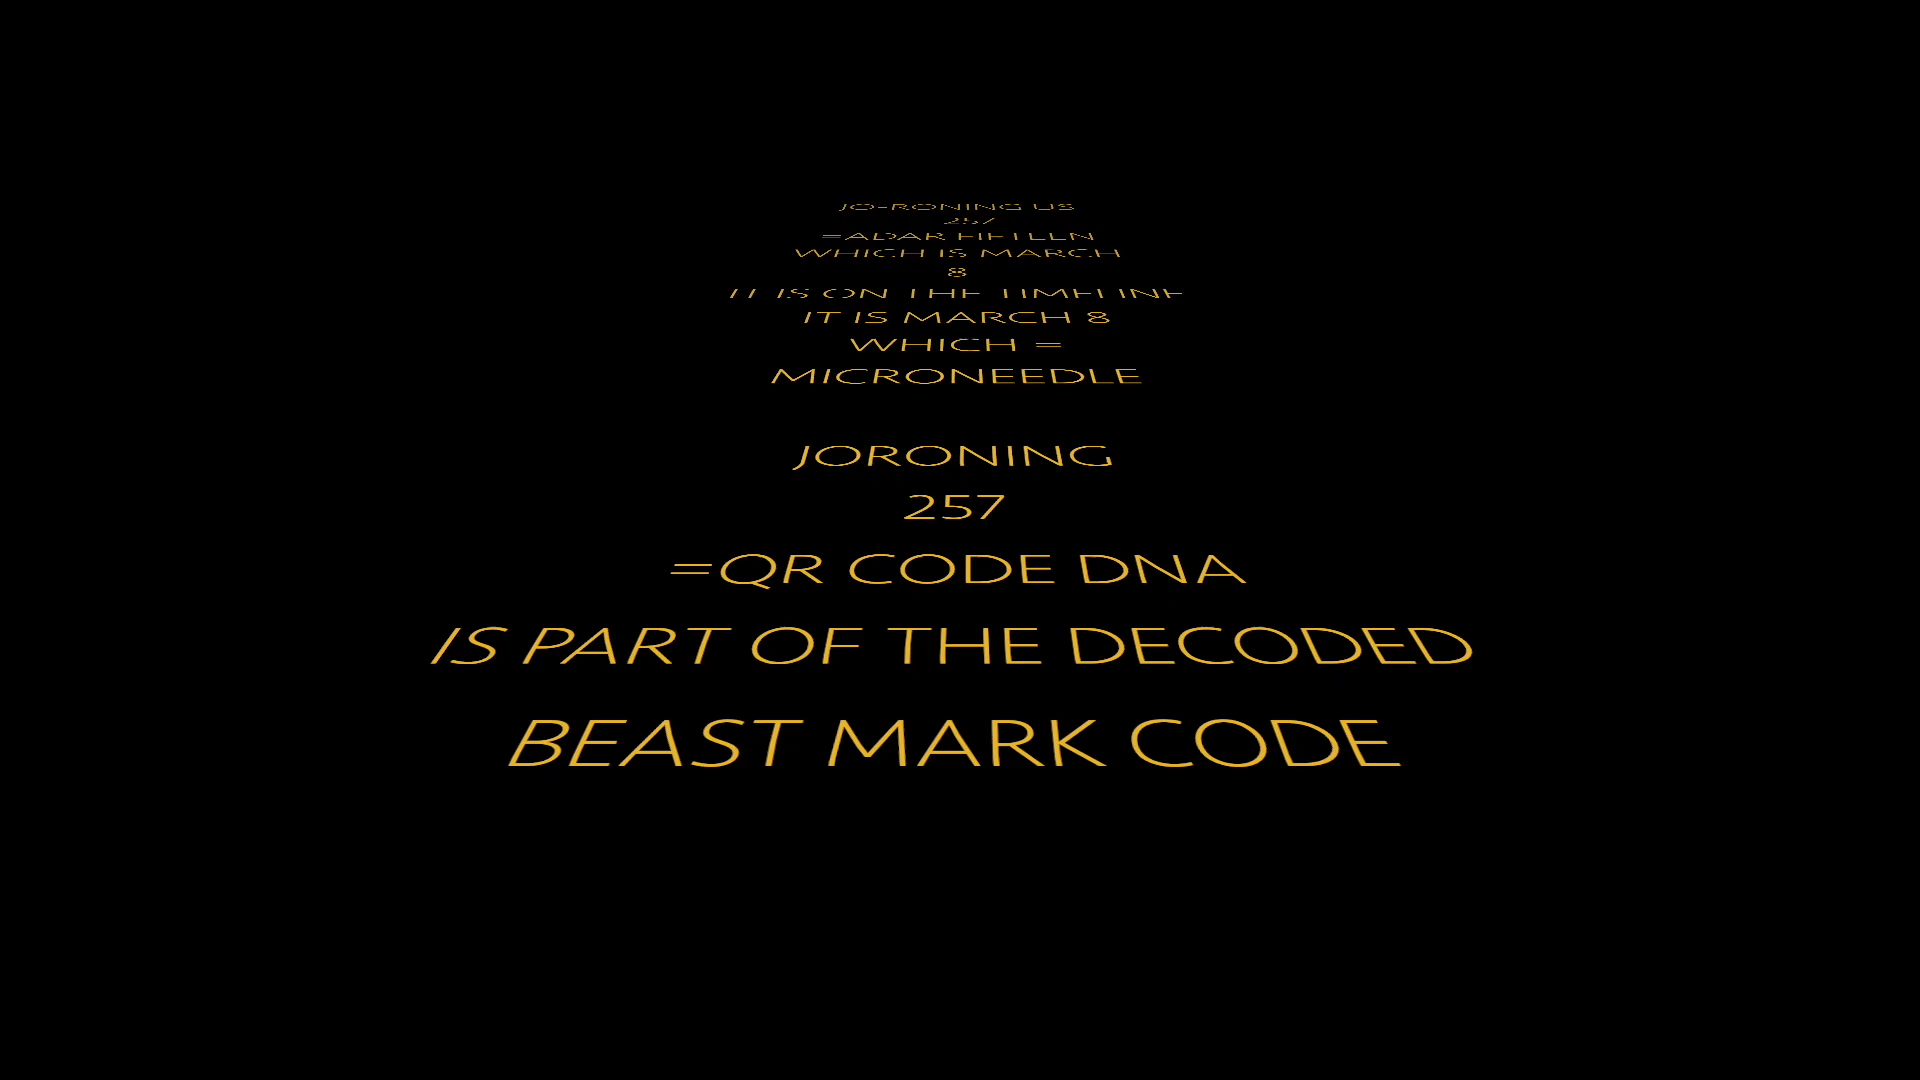 JO-RONING US
257
=ADAR FIFTEEN
WHICH IS MARCH
8
IT IS ON THE TIMELINE
IT IS MARCH 8
WHICH =
MICRONEEDLE
JORONING
257
=QR CODE DNA
IS PART OF THE DECODED
BEAST MARK CODE